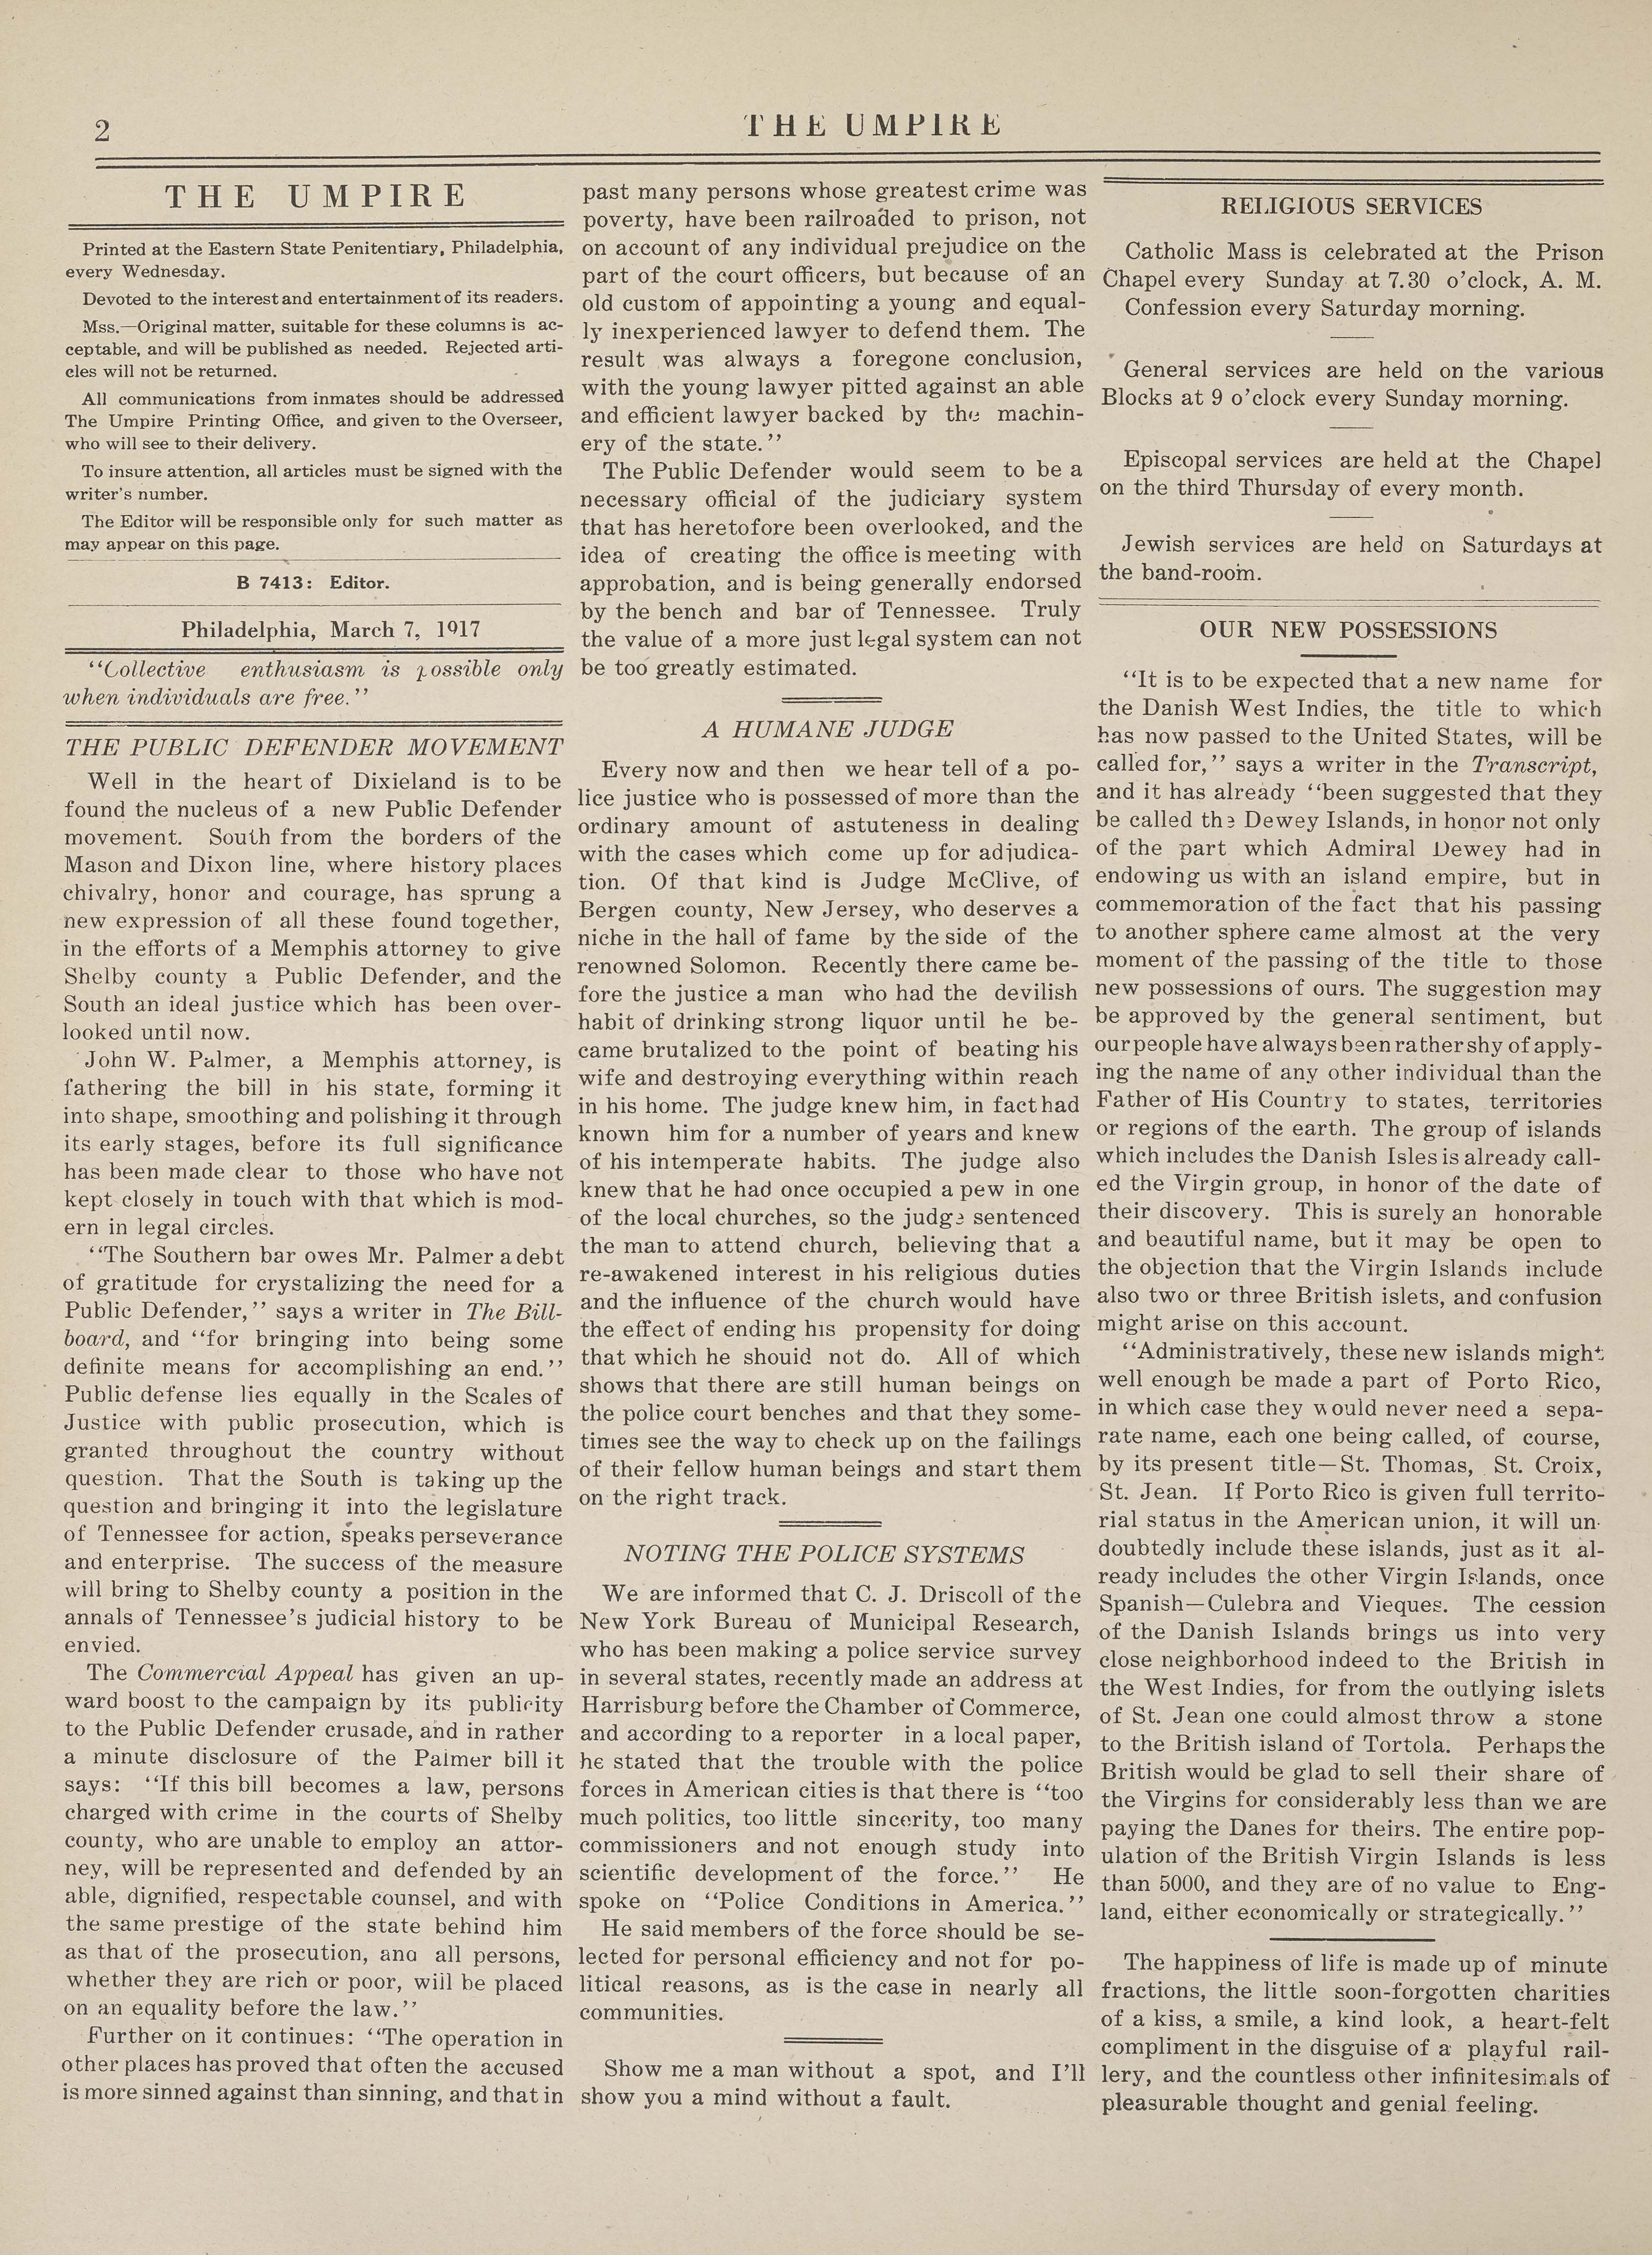 2
THE UMPIRE
THE UMPIRE
Printed at the Eastern State Penitentiary, Philadelphia,
every Wednesday.
Devoted to the interest and entertainment of its readers.
Mss.—Original matter, suitable for these columns is ac-
ceptable, and will be published as needed. Rejected arti-
cles will not be returned.
All communications from inmates should be addressed
The Umpire Printing Office, and given to the Overseer,
who will see to their delivery.
To insure attention, all articles must be signed with the
writer's number.
The Editor will be responsible only for such matter as
may appear on this page.
B 7413: Editor.
Philadelphia, March 7, 1917
"Collective enthusiasm is possible only
when individuals are free."
THE PUBLIC DEFENDER MOVEMENT
Well in the heart of Dixieland is to be
found the nucleus of a new Public Defender
movement. South from the borders of the
Mason and Dixon line, where history places
chivalry, honor and courage, has sprung a
new expression of all these found together,
in the efforts of a Memphis attorney to give
Shelby county a Public Defender, and the
South an ideal justice which has been over-
looked until now.
John W. Palmer, a Memphis attorney, is
fathering the bill in his state, forming it
into shape, smoothing and polishing it through
its early stages, before its full significance
has been made clear to those who have not
kept closely in touch with that which is mod-
ern in legal circles.
"The Southern bar owes Mr. Palmer a debt
of gratitude for crystalizing the need for a
Public Defender," says a writer in The Bill-
board, and "for bringing into being some
definite means for accomplishing an end."
Public defense lies equally in the Scales of
Justice with public prosecution, which is
granted throughout the country without
question. That the South is taking up the
question and bringing it into the legislature
of Tennessee for action, speaks perseverance
and enterprise. The success of the measure
will bring to Shelby county a position in the
annals of Tennessee's judicial history to be
envied.
The Commercial Appeal has given an up-
ward boost to the campaign by its publicity
to the Public Defender crusade, and in rather
a minute disclosure of the Palmer bill it
says: "If this bill becomes a law, persons
charged with crime in the courts of Shelby
county, who are unable to employ an attor-
ney, will be represented and defended by an
able, dignified, respectable counsel, and with
the same prestige of the state behind him
as that of the prosecution, and all persons,
whether they are rich or poor, will be placed
on an equality before the law."
Further on it continues: "The operation in
other places has proved that often the accused
is more sinned against than sinning, and that in
past many persons whose greatest crime was
poverty, have been railroaded to prison, not
on account of any individual prejudice on the
part of the court officers, but because of an
old custom of appointing a young and equal-
ly inexperienced lawyer to defend them. The
result was always a foregone conclusion,
with the young lawyer pitted against an able
and efficient lawyer backed by the machin-
ery of the state."
The Public Defender would seem to be a
necessary official of the judiciary system
that has heretofore been overlooked, and the
idea of creating the office is meeting with
approbation, and is being generally endorsed
by the bench and bar of Tennessee. Truly
the value of a more just legal system can not
be too greatly estimated.
A HUMANE JUDGE
Every now and then we hear tell of a po-
lice justice who is possessed of more than the
ordinary amount of astuteness in dealing
with the cases which come up for adjudica-
tion. Of that kind is Judge McClive, of
Bergen county, New Jersey, who deserves a
niche in the hall of fame by the side of the
renowned Solomon. Recently there came be-
fore the justice a man who had the devilish
habit of drinking strong liquor until he be-
came brutalized to the point of beating his
wife and destroying everything within reach
in his home. The judge knew him, in fact had
known him for a number of years and knew
of his intemperate habits. The judge also
knew that he had once occupied a pew in one
of the local churches, so the judge sentenced
the man to attend church, believing that a
re-awakened interest in his religious duties
and the influence of the church would have
the effect of ending his propensity for doing
that which he should not do. All of which
shows that there are still human beings on
the police court benches and that they some-
times see the way to check up on the failings
of their fellow human beings and start them
on the right track.
NOTING THE POLICE SYSTEMS
We are informed that C. J. Driscoll of the
New York Bureau of Municipal Research,
who has been making a police service survey
in several states, recently made an address at
Harrisburg before the Chamber of Commerce,
and according to a reporter in a local paper,
he stated that the trouble with the police
forces in American cities is that there is "too
much politics, too little sincerity, too many
commissioners and not enough study into
scientific development of the force." He
spoke on "Police Conditions in America."
He said members of the force should be se-
lected for personal efficiency and not for po-
litical reasons, as is the case in nearly all
communities.
Show me a man without a spot, and I'll
show you a mind without a fault.
RELIGIOUS SERVICES
Catholic Mass is celebrated at the Prison
Chapel every Sunday at 7.30 o'clock, A. M.
Confession every Saturday morning.
General services are held on the various
Blocks at 9 o'clock every Sunday morning.
Episcopal services are held at the Chapel
on the third Thursday of every month.
Jewish services are held on Saturdays at
the band-room.
OUR NEW POSSESSIONS
"It is to be expected that a new name for
the Danish West Indies, the title to which
has now passed to the United States, will be
called for," says a writer in the Transcript,
and it has already "been suggested that they
be called the Dewey Islands, in honor not only
of the part which Admiral Dewey had in
endowing us with an island empire, but in
commemoration of the fact that his passing
to another sphere came almost at the very
moment of the passing of the title to those
new possessions of ours. The suggestion may
be approved by the general sentiment, but
our people have always been rather shy of apply-
ing the name of any other individual than the
Father of His Country to states, territories
or regions of the earth. The group of islands
which includes the Danish Isles is already call-
ed the Virgin group, in honor of the date of
their discovery. This is surely an honorable
and beautiful name, but it may be open to
the objection that the Virgin Islands include
also two or three British islets, and confusion
might arise on this account.
"Administratively, these new islands might
well enough be made a part of Porto Rico,
in which case they would never need a sepa-
rate name, each one being called, of course,
by its present title—St. Thomas, St. Croix,
St. Jean. If Porto Rico is given full territo-
rial status in the American union, it will un-
doubtedly include these islands, just as it al-
ready includes the other Virgin Islands, once
Spanish—Culebra and Vieques. The cession
of the Danish Islands brings us into very
close neighborhood indeed to the British in
the West Indies, for from the outlying islets
of St. Jean one could almost throw a stone
to the British island of Tortola. Perhaps the
British would be glad to sell their share of
the Virgins for considerably less than we are
paying the Danes for theirs. The entire pop-
ulation of the British Virgin Islands is less
than 5000, and they are of no value to Eng-
land, either economically or strategically."
The happiness of life is made up of minute
fractions, the little soon-forgotten charities
of a kiss, a smile, a kind look, a heart-felt
compliment in the disguise of a playful rail-
lery, and the countless other infinitesimals of
pleasurable thought and genial feeling.